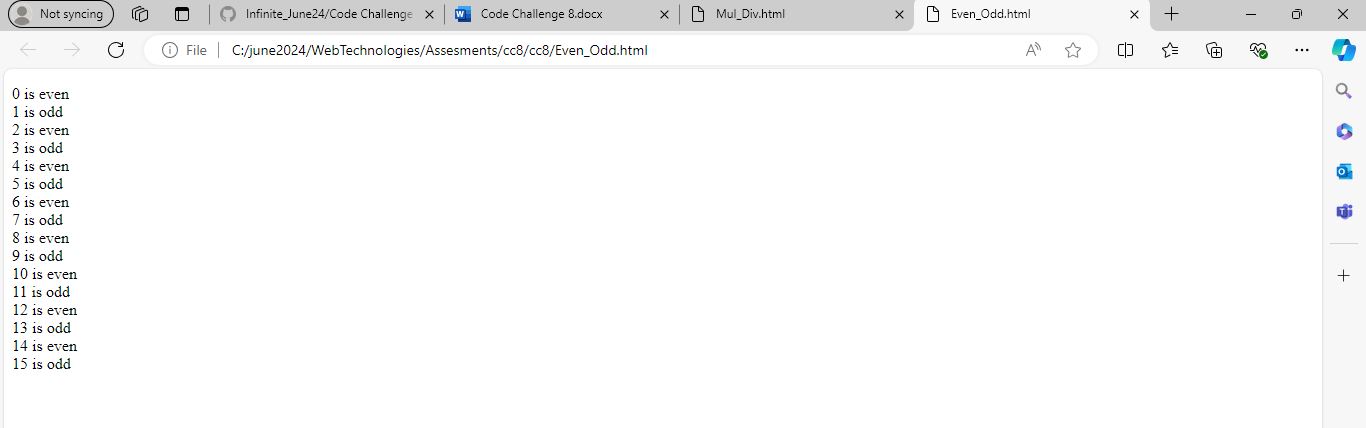 Not syncing
Infinite_June24/Code Challenge
Code Challenge 8.docx
Mul_Div.html
Even_Odd.html
File
C:/june2024/WebTechnologies/Assesments/cc8/cc8/Even_Odd.html
0 is even
1 is odd
2 is even
3 is odd
4 is even
5 is odd
6 is even
7 is odd
8 is even
9 is odd
10 is even
11 is odd
12 is even
13 is odd
14 is even
15 is odd